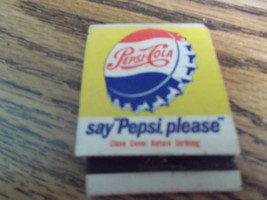 PEPSI-COLA
say "Pepsi, please"
Close Cover Before Striking